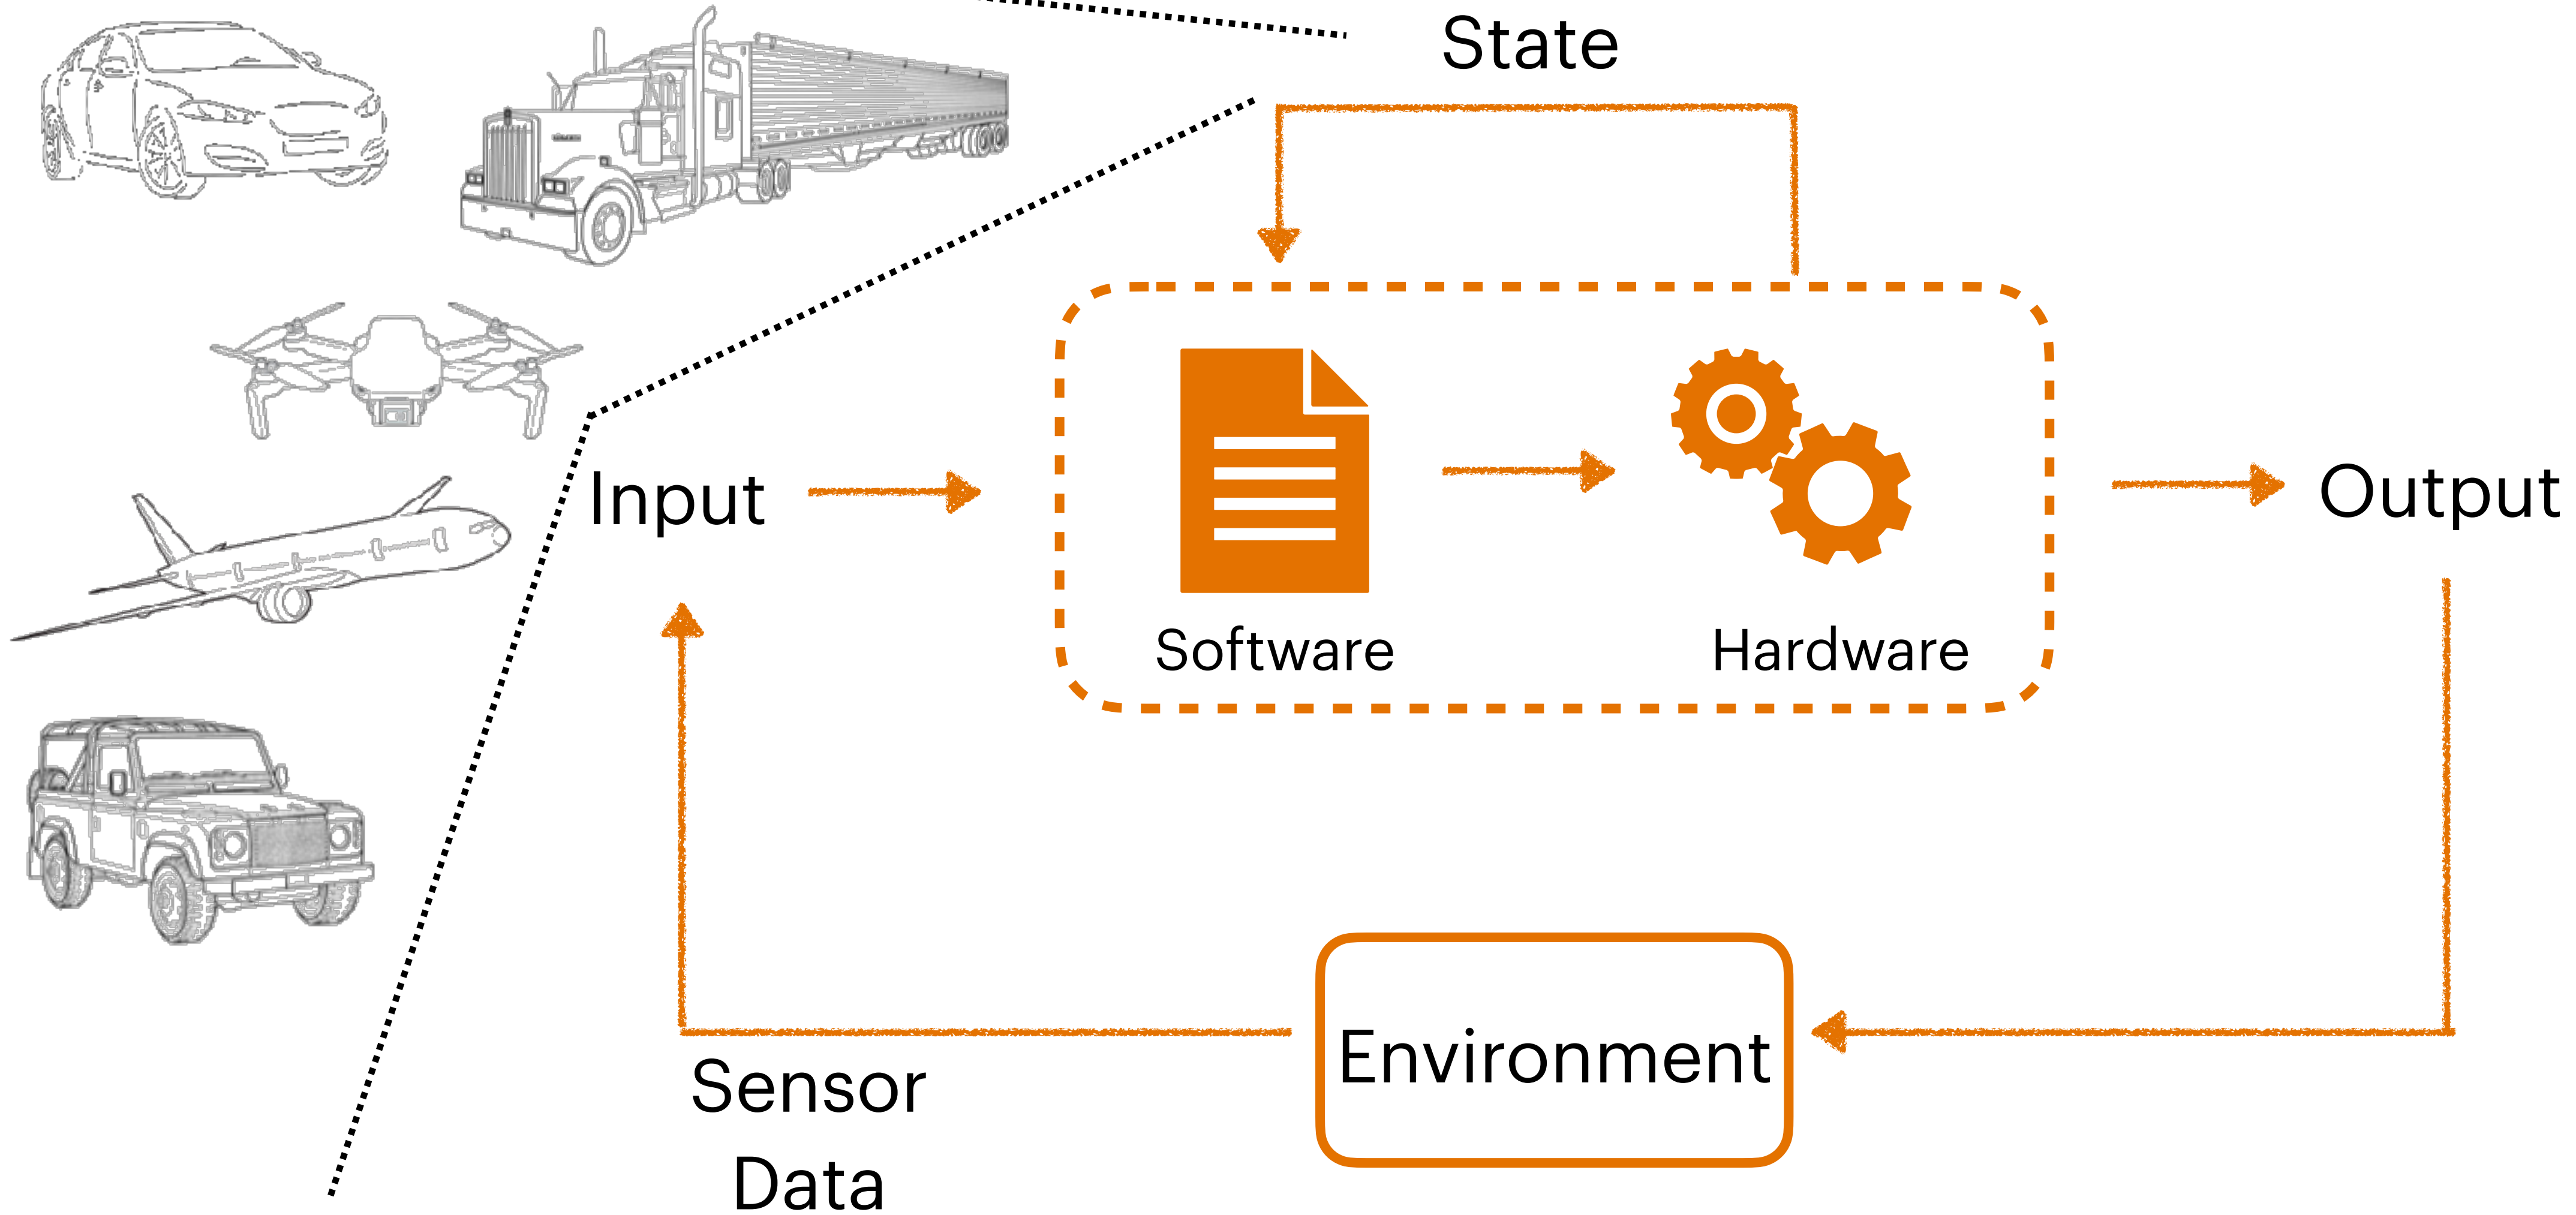 State
Input
Output
Software
Hardware
Environment
Sensor
Data